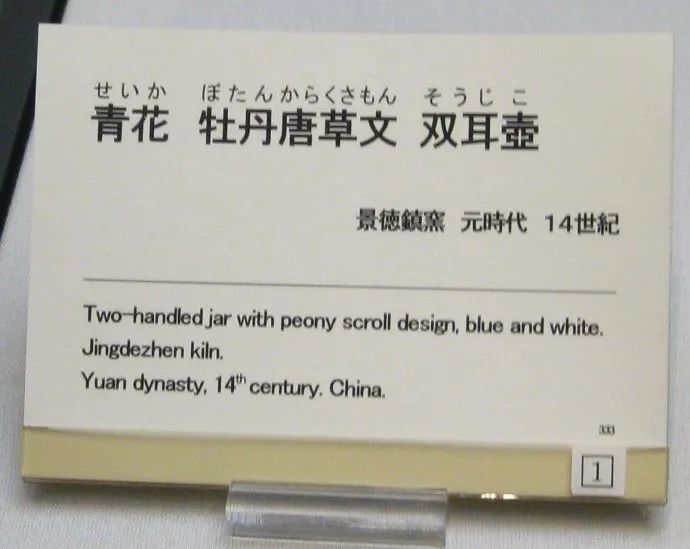 せいか ぼたんからくさもん そうじこ
青花 牡丹唐草文 双耳壺
景徳鎮窯 元時代 14世紀
Two-handled jar with peony scroll design, blue and white.
Jingdezhen kiln.
Yuan dynasty, 14th century. China.
333
1